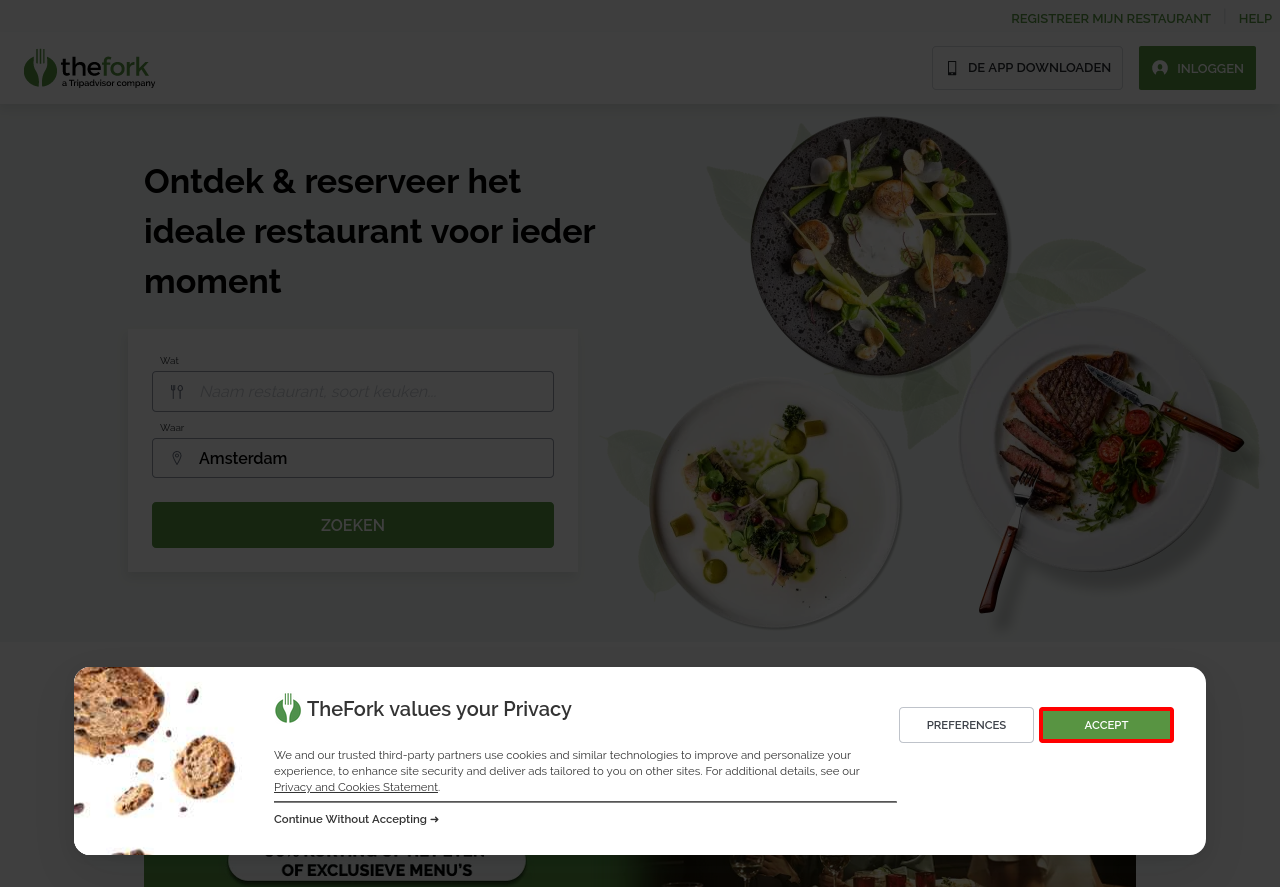 REGISTREER MIJN RESTAURANT
HELP
thefork
a Tripadvisor company
DE APP DOWNLOADEN
INLOGGEN
Ontdek & reserveer het
ideale restaurant voor ieder
moment
Wat
Naam restaurant, soort keuken...
Waar
Amsterdam
ZOEKEN
TheFork values your Privacy
PREFERENCES
ACCEPT
We and our trusted third-party partners use cookies and similar technologies to improve and personalize your
experience, to enhance site security and deliver ads tailored to you on other sites. For additional details, see our
Privacy and Cookies Statement.
Continue Without Accepting ➔
OF EXCLUSIEVE MENU'S